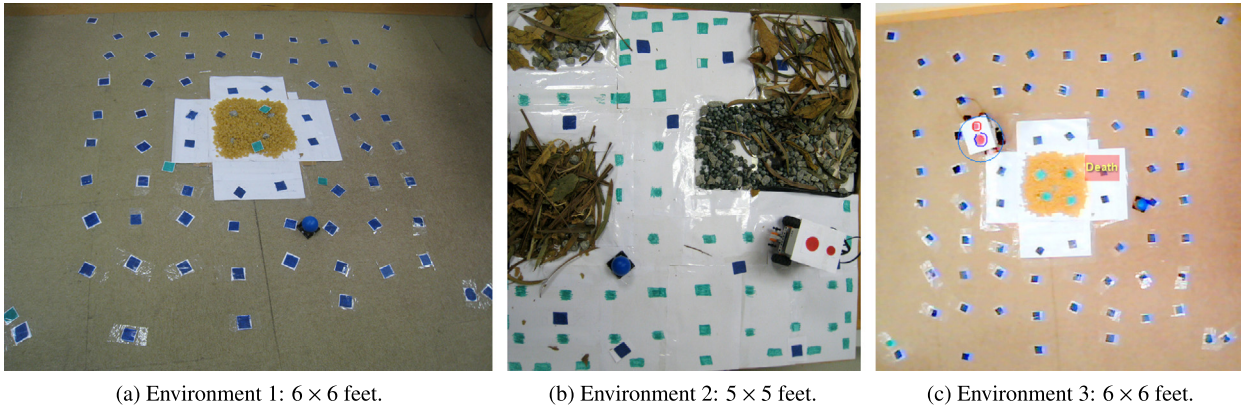 Death
(a) Environment 1: 6 × 6 feet.
(b) Environment 2: 5 × 5 feet.
(c) Environment 3: 6 × 6 feet.